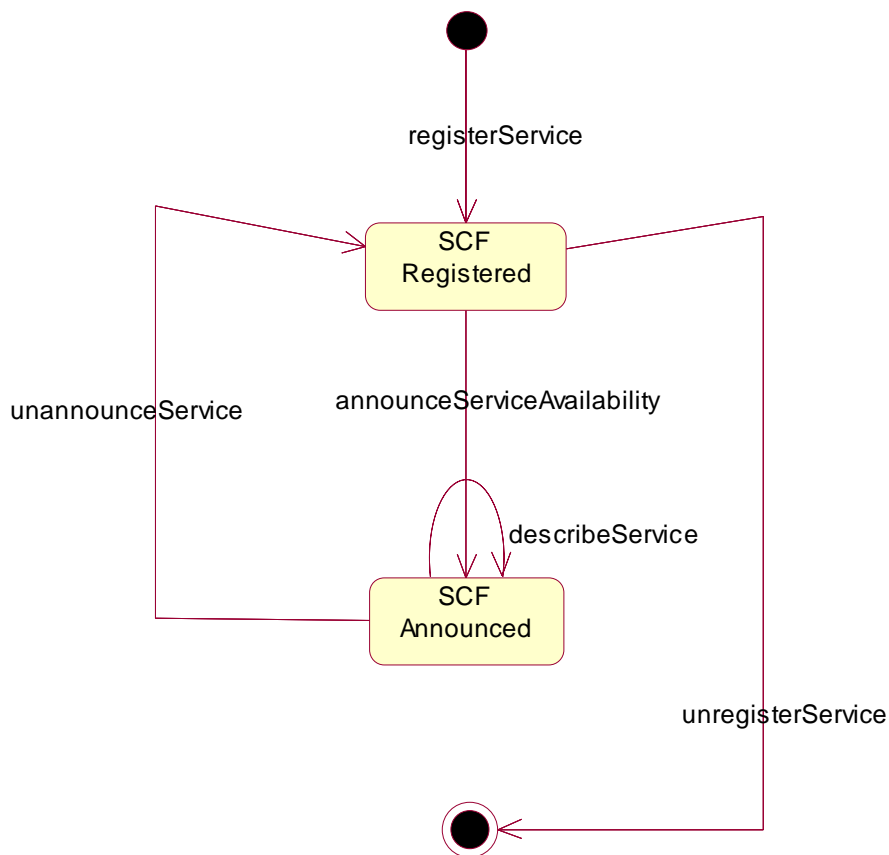 registerService
SCF
Registered
unannounceService
announceServiceAvailability
describeService
SCF
Announced
unregisterService